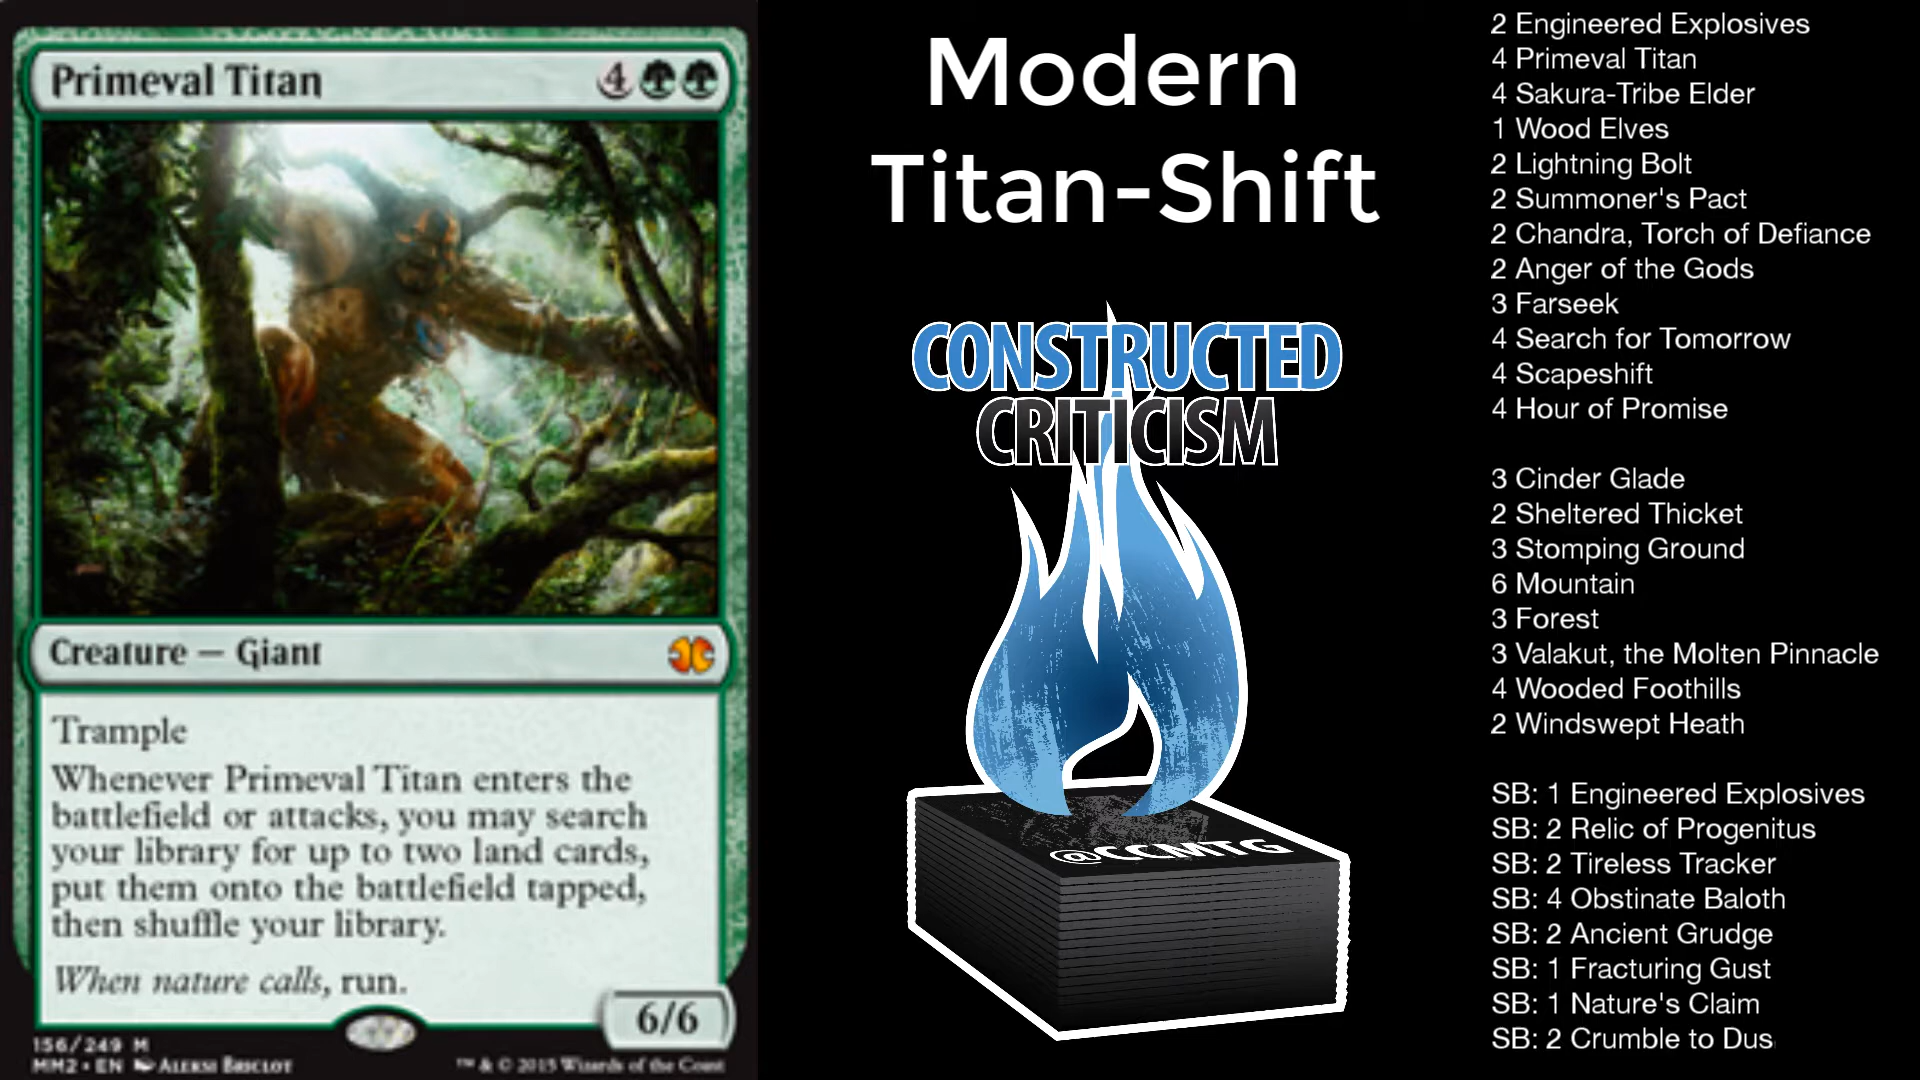 Primeval Titan 4
Creature — Giant
Trample
Whenever Primeval Titan enters the
battlefield or attacks, you may search
your library for up to two land cards,
put them onto the battlefield tapped,
then shuffle your library.
When nature calls, run.
6/6
156/249 M
MM2 • EN ALEKSI BRICLOT
™ & © 2015 Wizards of the Coast
Modern
Titan-Shift
CONSTRUCTED
CRITICISM
@CCMTG
2 Engineered Explosives
4 Primeval Titan
4 Sakura-Tribe Elder
1 Wood Elves
2 Lightning Bolt
2 Summoner's Pact
2 Chandra, Torch of Defiance
2 Anger of the Gods
3 Farseek
4 Search for Tomorrow
4 Scapeshift
4 Hour of Promise
3 Cinder Glade
2 Sheltered Thicket
3 Stomping Ground
6 Mountain
3 Forest
3 Valakut, the Molten Pinnacle
4 Wooded Foothills
2 Windswept Heath
SB: 1 Engineered Explosives
SB: 2 Relic of Progenitus
SB: 2 Tireless Tracker
SB: 4 Obstinate Baloth
SB: 2 Ancient Grudge
SB: 1 Fracturing Gust
SB: 1 Nature's Claim
SB: 2 Crumble to Dus